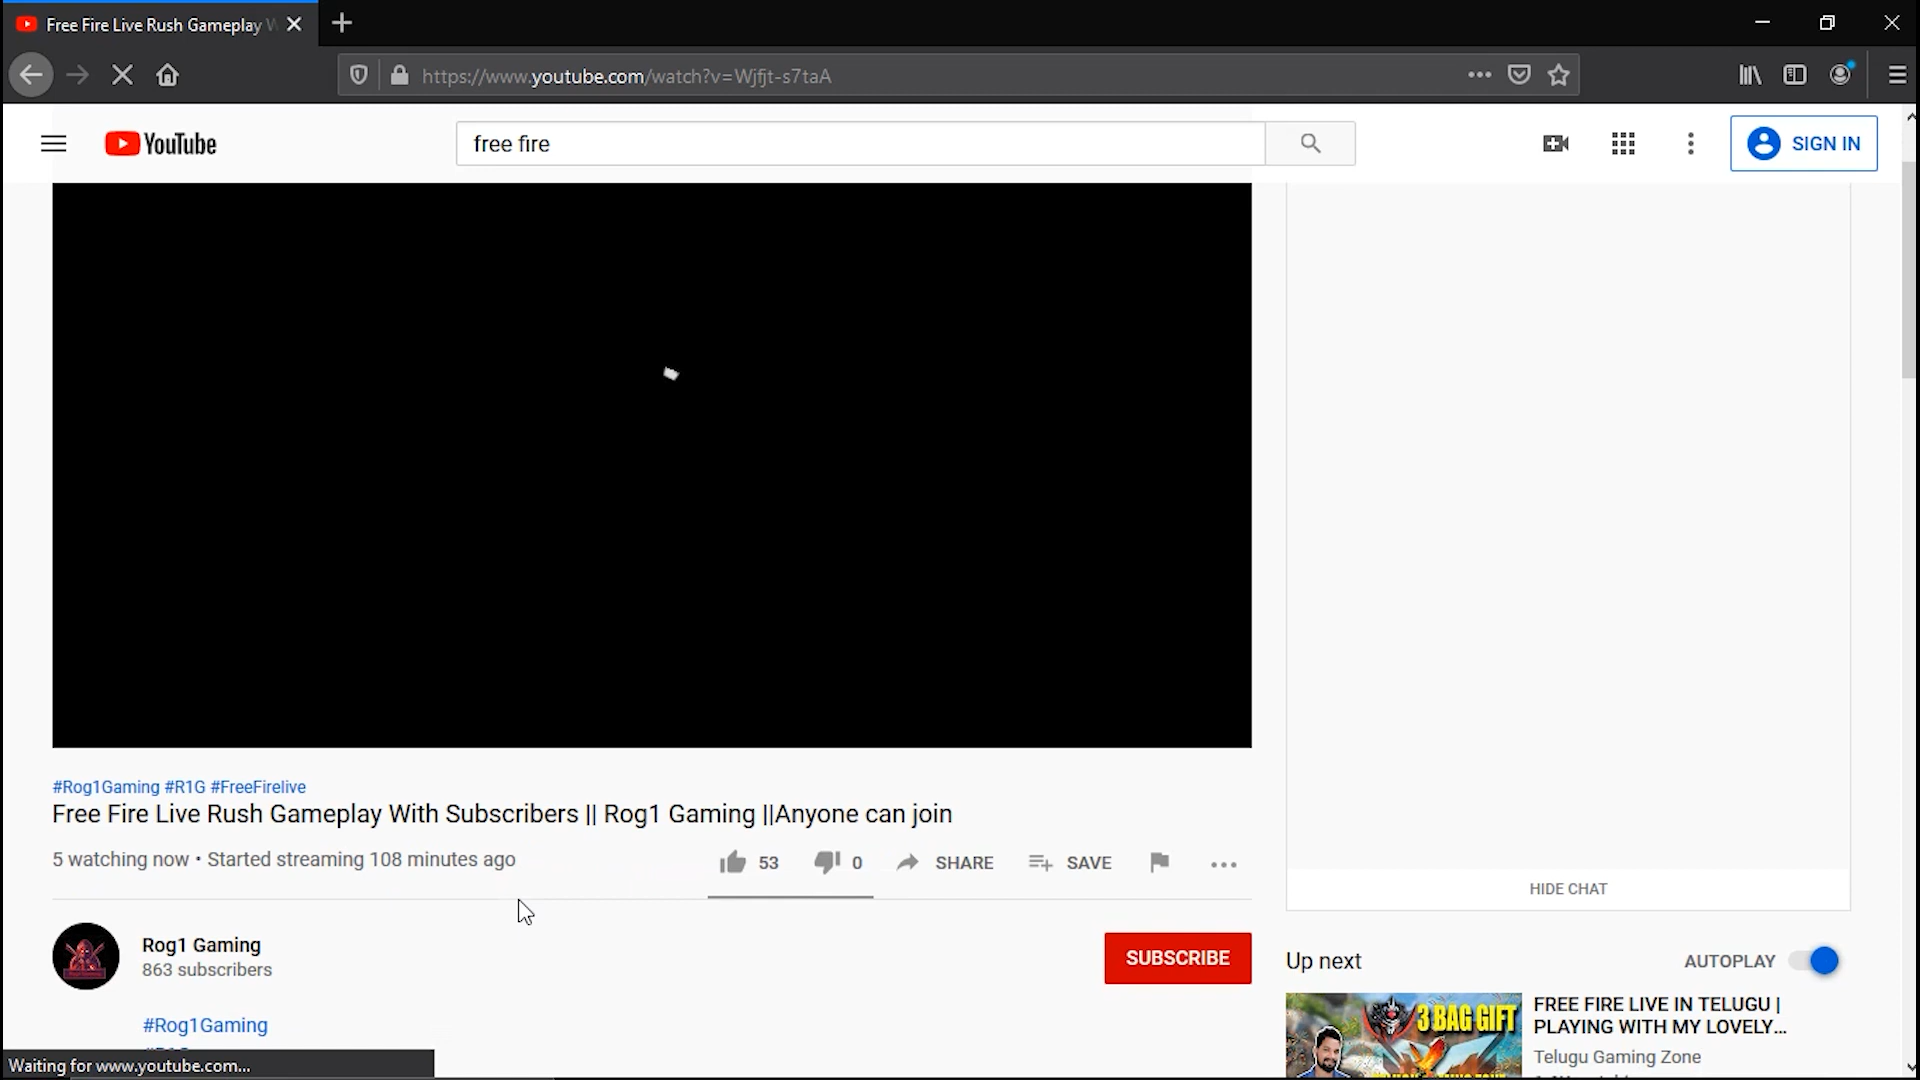 Free Fire Live Rush Gameplay W
https://www.youtube.com/watch?v=Wjfjt-s7taA
YouTube
free fire
SIGN IN
#Rog1Gaming #R1G #FreeFirelive
Free Fire Live Rush Gameplay With Subscribers || Rog1 Gaming ||Anyone can join
5 watching now • Started streaming 108 minutes ago
53
0
SHARE
SAVE
HIDE CHAT
Rog1 Gaming
863 subscribers
SUBSCRIBE
Up next
AUTOPLAY
#Rog1Gaming
3 BAG GIFT
FREE FIRE LIVE IN TELUGU |
PLAYING WITH MY LOVELY...
Telugu Gaming Zone
Waiting for www.youtube.com...